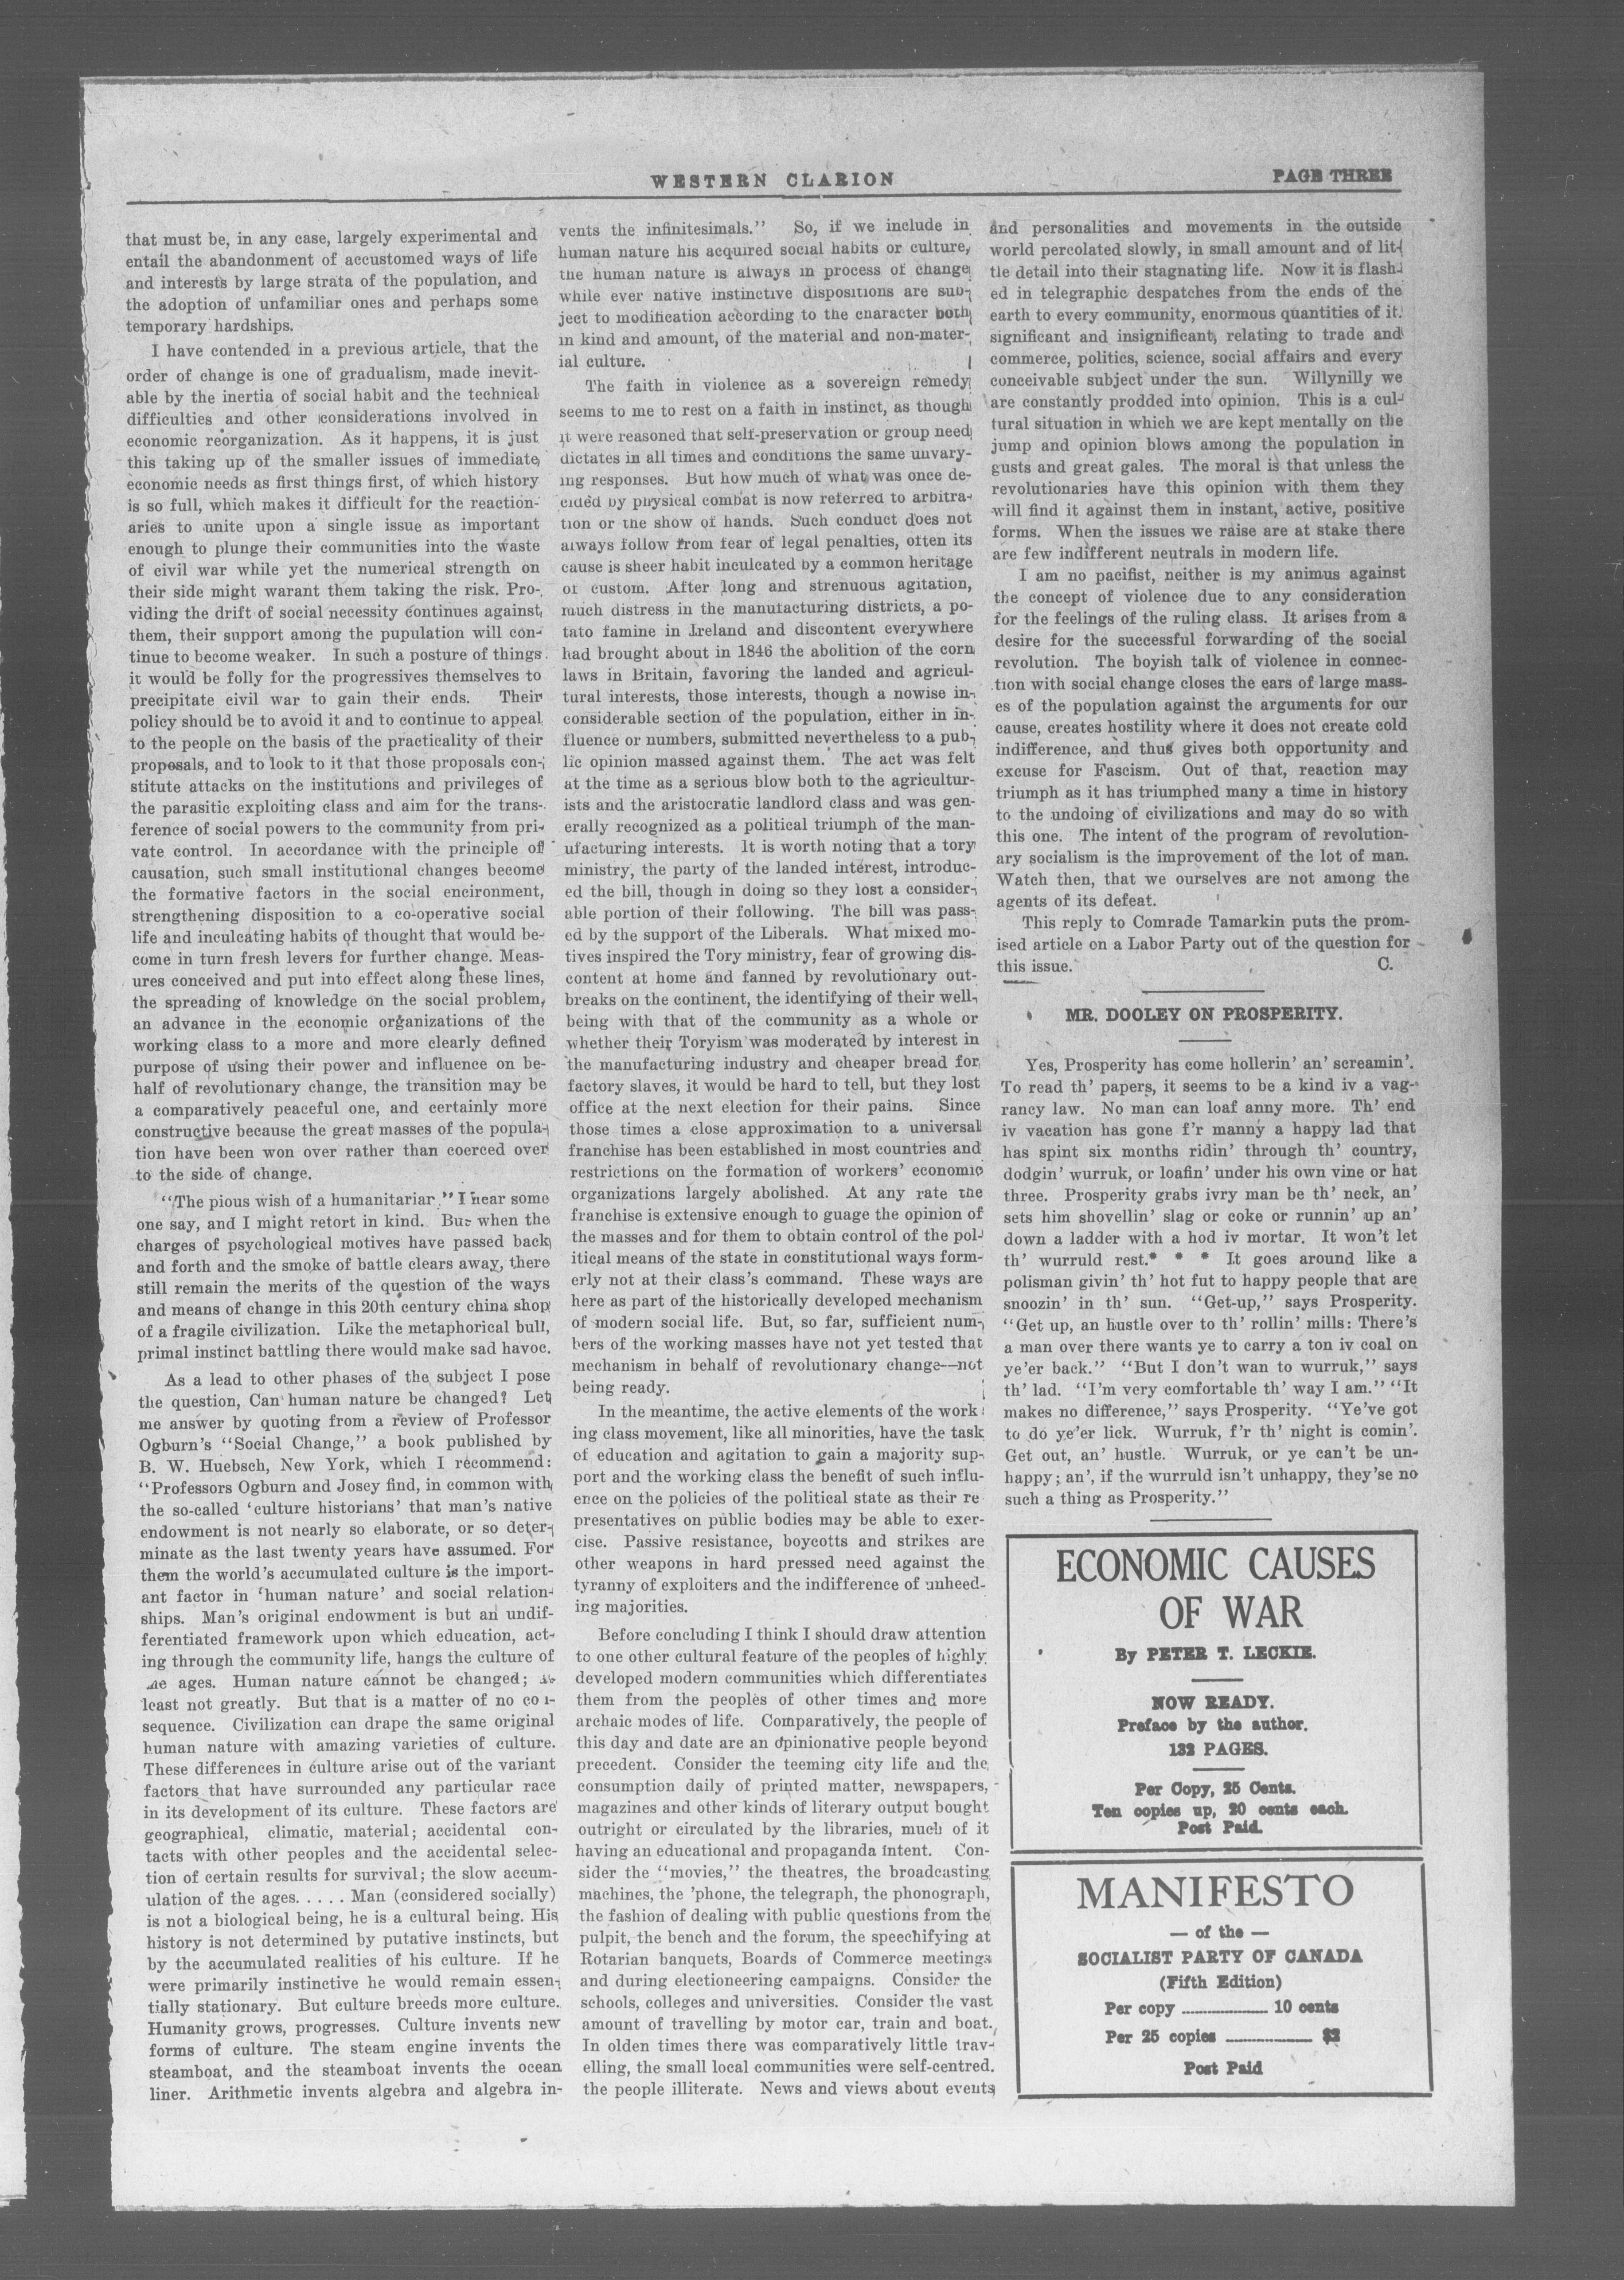 WESTERN CLARION
PAGE THREE
that must be, in any case, largely experimental and
entail the abandonment of accustomed ways of life
and interests by large strata of the population, and
the adoption of unfamiliar ones and perhaps some
temporary hardships.
I have contended in a previous article, that the
order of change is one of gradualism, made inevit-
able by the inertia of social habit and the technical
difficulties and other considerations involved in
economic reorganization. As it happens, it is just
this taking up of the smaller issues of immediate
economic needs as first things first, of which history
is so full, which makes it difficult for the reaction-
aries to unite upon a single issue as important
enough to plunge their communities into the waste
of civil war while yet the numerical strength on
their side might warant them taking the risk. Pro-
viding the drift of social necessity continues against
them, their support among the pupulation will con-
tinue to become weaker. In such a posture of things
it would be folly for the progressives themselves to
precipitate civil war to gain their ends. Their
policy should be to avoid it and to continue to appeal
to the people on the basis of the practicality of their
proposals, and to look to it that those proposals con-
stitute attacks on the institutions and privileges of
the parasitic exploiting class and aim for the trans-
ference of social powers to the community from pri-
vate control. In accordance with the principle of
causation, such small institutional changes become
the formative factors in the social encironment,
strengthening disposition to a co-operative social
life and inculcating habits of thought that would be-
come in turn fresh levers for further change. Meas-
ures conceived and put into effect along these lines,
the spreading of knowledge on the social problem,
an advance in the economic organizations of the
working class to a more and more clearly defined
purpose of using their power and influence on be-
half of revolutionary change, the transition may be
a comparatively peaceful one, and certainly more
constructive because the great masses of the popula-
tion have been won over rather than coerced over
to the side of change.
"The pious wish of a humanitarian" I hear some
one say, and I might retort in kind. But when the
charges of psychological motives have passed back
and forth and the smoke of battle clears away, there
still remain the merits of the question of the ways
and means of change in this 20th century china shop
of a fragile civilization. Like the metaphorical bull,
primal instinct battling there would make sad havoc.
As a lead to other phases of the subject I pose
the question, Can human nature be changed? Let
me answer by quoting from a review of Professor
Ogburn's "Social Change," a book published by
B. W. Huebsch, New York, which I recommend:
"Professors Ogburn and Josey find, in common with
the so-called 'culture historians' that man's native
endowment is not nearly so elaborate, or so deter-
minate as the last twenty years have assumed. For
them the world's accumulated culture is the import-
ant factor in 'human nature' and social relation-
ships. Man's original endowment is but an undif-
ferentiated framework upon which education, act-
ing through the community life, hangs the culture of
ages. Human nature cannot be changed;
least not greatly. But that is a matter of no con-
sequence. Civilization can drape the same original
human nature with amazing varieties of culture.
These differences in culture arise out of the variant
factors that have surrounded any particular race
in its development of its culture. These factors are
geographical, climatic, material; accidental con-
tacts with other peoples and the accidental selec-
tion of certain results for survival; the slow accum-
ulation of the ages. . . . . Man (considered socially)
is not a biological being, he is a cultural being. His
history is not determined by putative instincts, but
by the accumulated realities of his culture. If he
were primarily instinctive he would remain essen-
tially stationary. But culture breeds more culture.
Humanity grows, progresses. Culture invents new
forms of culture. The steam engine invents the
steamboat, and the steamboat invents the ocean
liner. Arithmetic invents algebra and algebra in-
vents the infinitesimals." So, if we include in
human nature his acquired social habits or culture,
the human nature is always in process of change
while ever native instinctive dispositions are sub-
ject to modification according to the character both
in kind and amount, of the material and non-mater-
ial culture.
The faith in violence as a sovereign remedy
seems to me to rest on a faith in instinct, as though
it were reasoned that self-preservation or group need
dictates in all times and conditions the same unvary-
ing responses. But how much of what was once de-
cided by physical combat is now referred to arbitra-
tion or the show of hands. Such conduct does not
always follow from fear of legal penalties, often its
cause is sheer habit inculcated by a common heritage
of custom. After long and strenuous agitation,
much distress in the manufacturing districts, a po-
tato famine in Ireland and discontent everywhere
had brought about in 1846 the abolition of the corn
laws in Britain, favoring the landed and agricul-
tural interests, those interests, though a nowise in-
considerable section of the population, either in in-
fluence or numbers, submitted nevertheless to a pub-
lic opinion massed against them. The act was felt
at the time as a serious blow both to the agricultur-
ists and the aristocratic landlord class and was gen-
erally recognized as a political triumph of the man-
ufacturing interests. It is worth noting that a tory
ministry, the party of the landed interest, introduc-
ed the bill, though in doing so they lost a consider-
able portion of their following. The bill was pass-
ed by the support of the Liberals. What mixed mo-
tives inspired the Tory ministry, fear of growing dis-
content at home and fanned by revolutionary out-
breaks on the continent, the identifying of their well-
being with that of the community as a whole or
whether their Toryism was moderated by interest in
the manufacturing industry and cheaper bread for
factory slaves, it would be hard to tell, but they lost
office at the next election for their pains. Since
those times a close approximation to a universal
franchise has been established in most countries and
restrictions on the formation of workers' economic
organizations largely abolished. At any rate the
franchise is extensive enough to guage the opinion of
the masses and for them to obtain control of the pol-
itical means of the state in constitutional ways form-
erly not at their class's command. These ways are
here as part of the historically developed mechanism
of modern social life. But, so far, sufficient num-
bers of the working masses have not yet tested that
mechanism in behalf of revolutionary change—not
being ready.
In the meantime, the active elements of the work
ing class movement, like all minorities, have the task
of education and agitation to gain a majority sup-
port and the working class the benefit of such influ-
ence on the policies of the political state as their re
presentatives on public bodies may be able to exer-
cise. Passive resistance, boycotts and strikes are
other weapons in hard pressed need against the
tyranny of exploiters and the indifference of unheed-
ing majorities.
Before concluding I think I should draw attention
to one other cultural feature of the peoples of highly
developed modern communities which differentiates
them from the peoples of other times and more
archaic modes of life. Comparatively, the people of
this day and date are an opinionative people beyond
precedent. Consider the teeming city life and the
consumption daily of printed matter, newspapers,
magazines and other kinds of literary output bought
outright or circulated by the libraries, much of it
having an educational and propaganda intent. Con-
sider the "movies," the theatres, the broadcasting
machines, the 'phone, the telegraph, the phonograph,
the fashion of dealing with public questions from the
pulpit, the bench and the forum, the speechifying at
Rotarian banquets, Boards of Commerce meetings
and during electioneering campaigns. Consider the
schools, colleges and universities. Consider the vast
amount of travelling by motor car, train and boat.
In olden times there was comparatively little trav-
elling, the small local communities were self-centred.
the people illiterate. News and views about events
and personalities and movements in the outside
world percolated slowly, in small amount and of lit-
tle detail into their stagnating life. Now it is flash-
ed in telegraphic despatches from the ends of the
earth to every community, enormous quantities of it.
significant and insignificant, relating to trade and
commerce, politics, science, social affairs and every
conceivable subject under the sun. Willynilly we
are constantly prodded into opinion. This is a cul-
tural situation in which we are kept mentally on the
jump and opinion blows among the population in
gusts and great gales. The moral is that unless the
revolutionaries have this opinion with them they
will find it against them in instant, active, positive
forms. When the issues we raise are at stake there
are few indifferent neutrals in modern life.
I am no pacifist, neither is my animus against
the concept of violence due to any consideration
for the feelings of the ruling class. It arises from a
desire for the successful forwarding of the social
revolution. The boyish talk of violence in connec-
tion with social change closes the ears of large mass-
es of the population against the arguments for our
cause, creates hostility where it does not create cold
indifference, and thus gives both opportunity and
excuse for Fascism. Out of that, reaction may
triumph as it has triumphed many a time in history
to the undoing of civilizations and may do so with
this one. The intent of the program of revolution-
ary socialism is the improvement of the lot of man.
Watch then, that we ourselves are not among the
agents of its defeat.
This reply to Comrade Tamarkin puts the prom-
ised article on a Labor Party out of the question for
this issue. C.
MR. DOOLEY ON PROSPERITY.
Yes, Prosperity has come hollerin' an' screamin'.
To read th' papers, it seems to be a kind iv a vag-
rancy law. No man can loaf anny more. Th' end
iv vacation has gone f'r manny a happy lad that
has spint six months ridin' through th' country,
dodgin' wurruk, or loafin' under his own vine or hat
three. Prosperity grabs ivry man be th' neck, an'
sets him shovellin' slag or coke or runnin' up an'
down a ladder with a hod iv mortar. It won't let
th' wurruld rest.* * * It goes around like a
polisman givin' th' hot fut to happy people that are
snoozin' in th' sun. "Get-up," says Prosperity.
"Get up, an hustle over to th' rollin' mills: There's
a man over there wants ye to carry a ton iv coal on
ye'er back." "But I don't wan to wurruk," says
th' lad. "I'm very comfortable th' way I am." "It
makes no difference," says Prosperity. "Ye've got
to do ye'er lick. Wurruk, f'r th' night is comin'.
Get out, an' hustle. Wurruk, or ye can't be un-
happy; an', if the wurruld isn't unhappy, they'se no
such a thing as Prosperity."
ECONOMIC CAUSES
OF WAR
By PETER T. LECKIE.
NOW READY.
Preface by the author.
132 PAGES.
Per Copy, 25 Cents.
Ten copies up, 20 cents each.
Post Paid.
MANIFESTO
— of the —
SOCIALIST PARTY OF CANADA
(Fifth Edition)
Per copy ........................ 10 cents
Per 25 copies ........................ $2
Post Paid